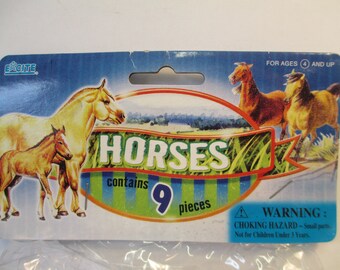 EXCITE
FOR AGES 4 AND UP
HORSES
contains
9
pieces
WARNING :
CHOKING HAZARD - Small parts
Not for Children Under 3 Years.